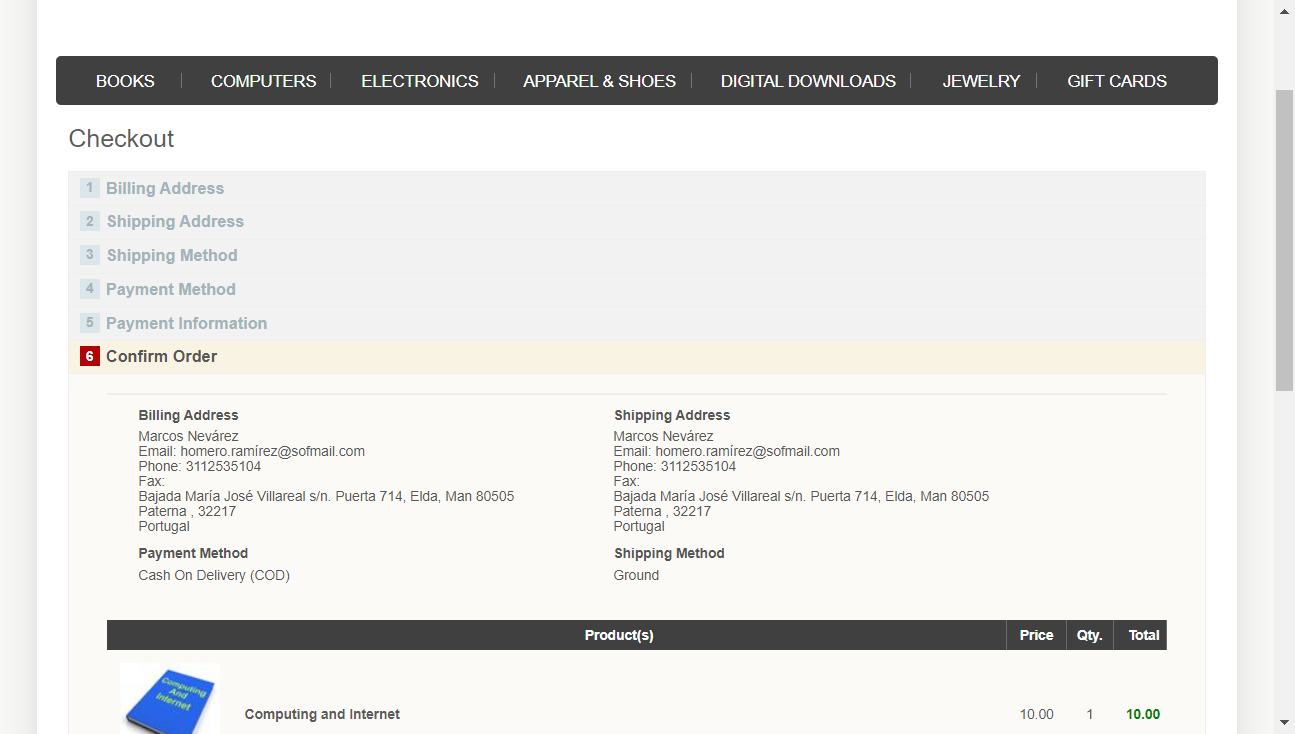 BOOKS COMPUTERS ELECTRONICS APPAREL & SHOES DIGITAL DOWNLOADS JEWELRY GIFT CARDS
Checkout
1 Billing Address
2 Shipping Address
3 Shipping Method
4 Payment Method
5 Payment Information
6 Confirm Order
Billing Address
Marcos Nevárez
Email: homero.ramírez@sofmail.com
Phone: 3112535104
Fax:
Bajada María José Villareal s/n. Puerta 714, Elda, Man 80505
Paterna , 32217
Portugal
Payment Method
Cash On Delivery (COD)
Shipping Address
Marcos Nevárez
Email: homero.ramírez@sofmail.com
Phone: 3112535104
Fax:
Bajada María José Villareal s/n. Puerta 714, Elda, Man 80505
Paterna , 32217
Portugal
Shipping Method
Ground
Product(s) Price Qty. Total
Computing
And
Internet
Computing and Internet 10.00 1 10.00